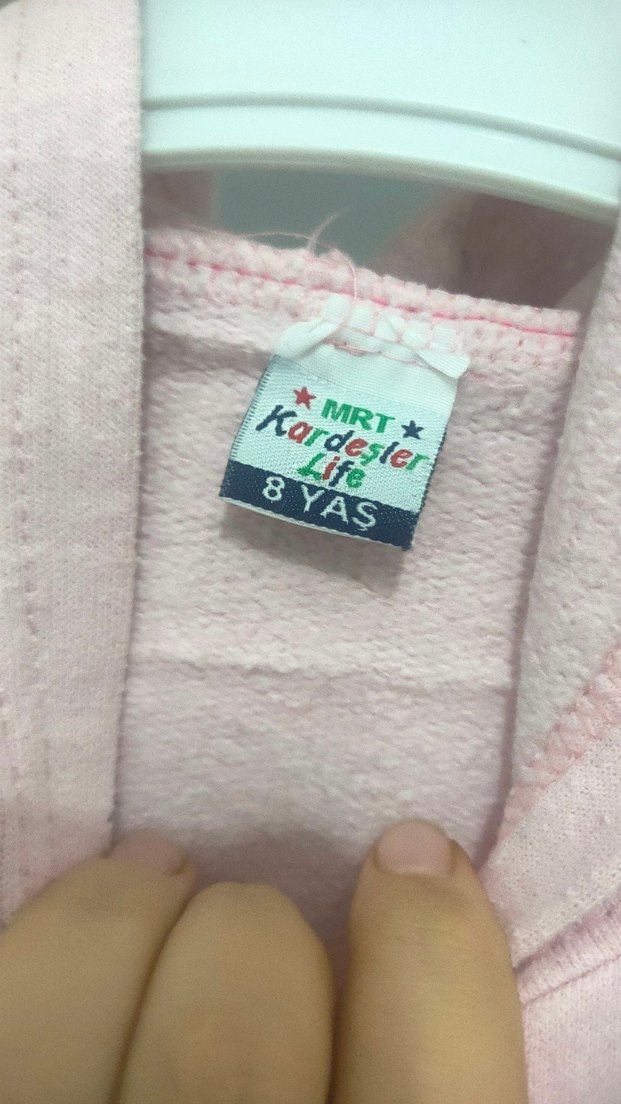 MRT
Kardeşler
Life
8 YAŞ